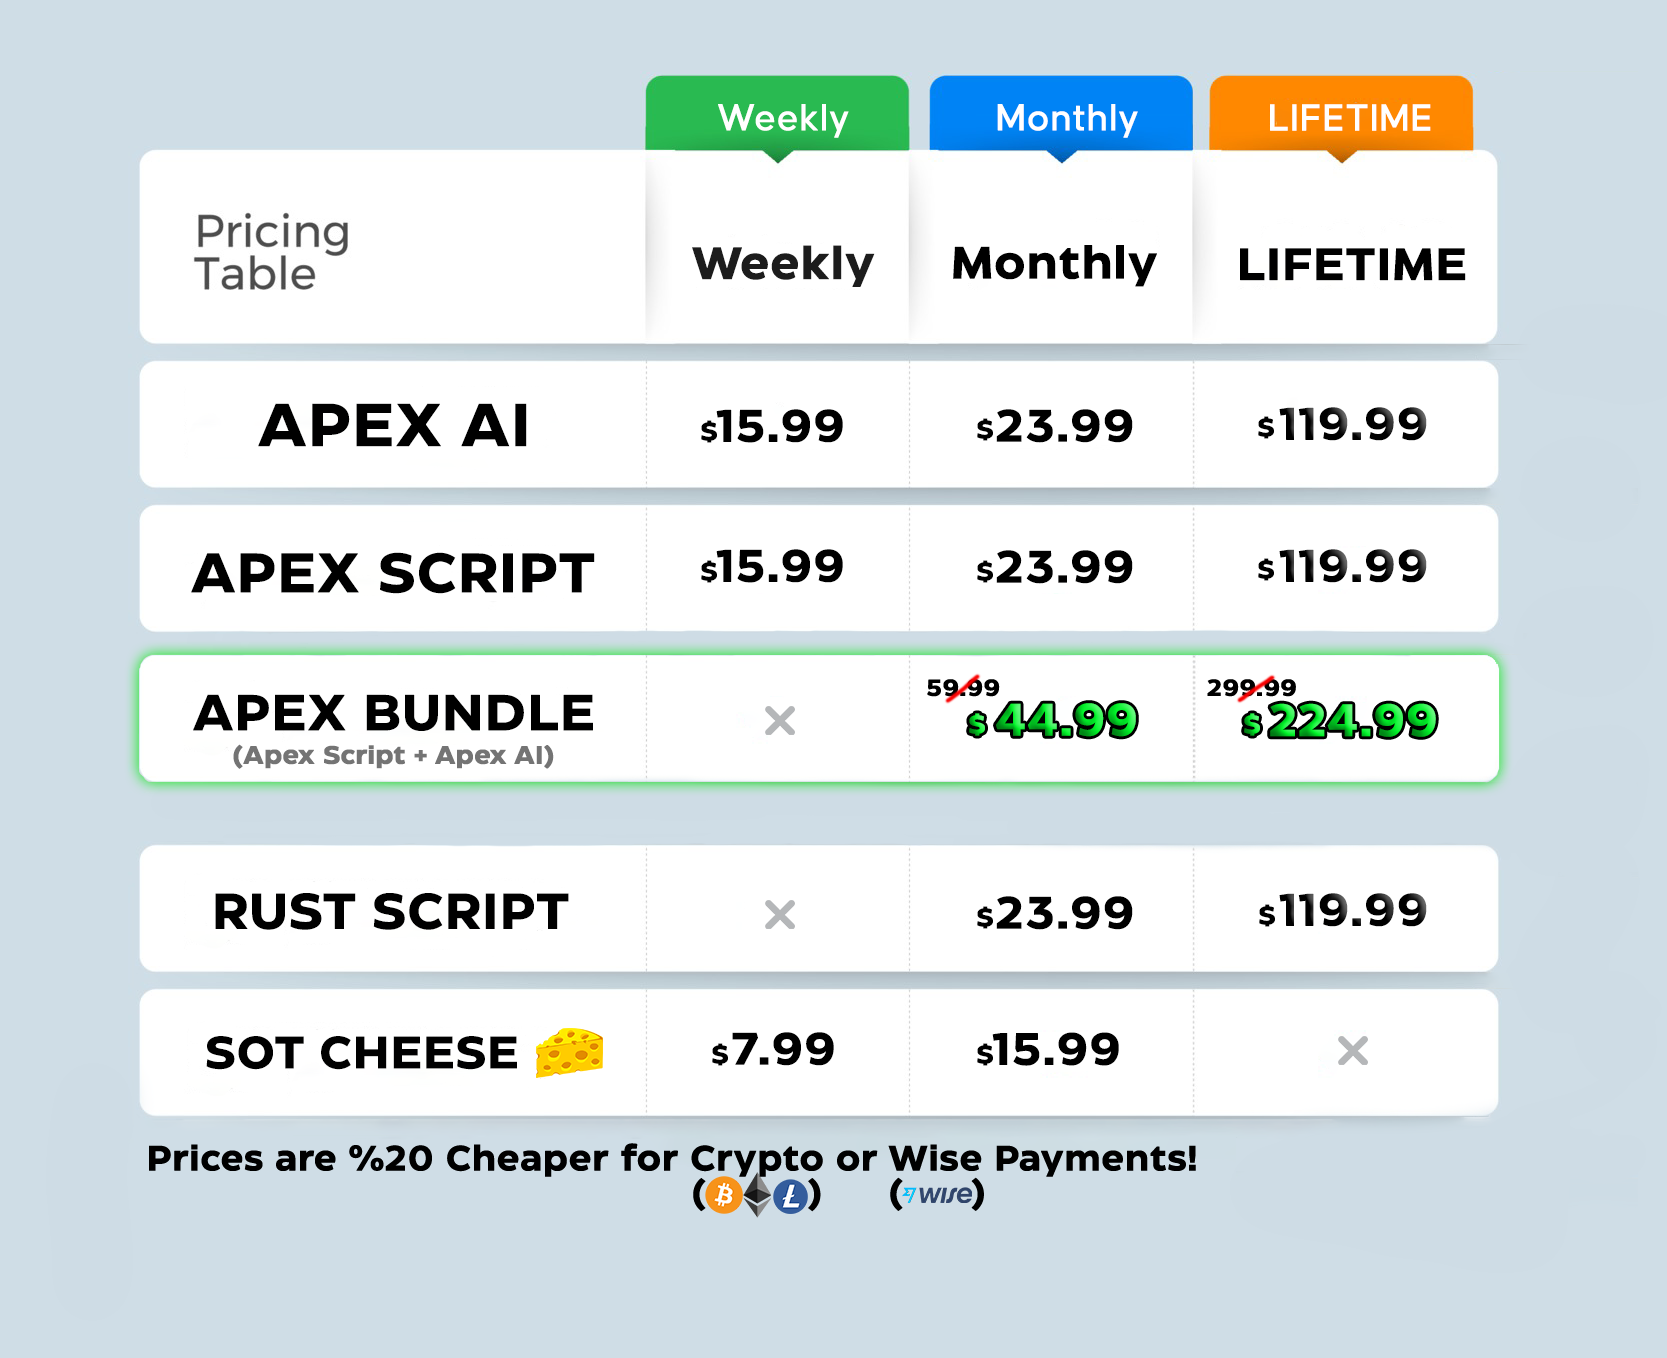 Weekly Monthly LIFETIME
Pricing
Table
Weekly Monthly LIFETIME
APEX AI $15.99 $23.99 $119.99
APEX SCRIPT $15.99 $23.99 $119.99
59.99 299.99
APEX BUNDLE × $44.99 $224.99
(Apex Script + Apex AI)
RUST SCRIPT × $23.99 $119.99
SOT CHEESE $7.99 $15.99 ×
Prices are %20 Cheaper for Crypto or Wise Payments!
(₿ Ł) (wise)